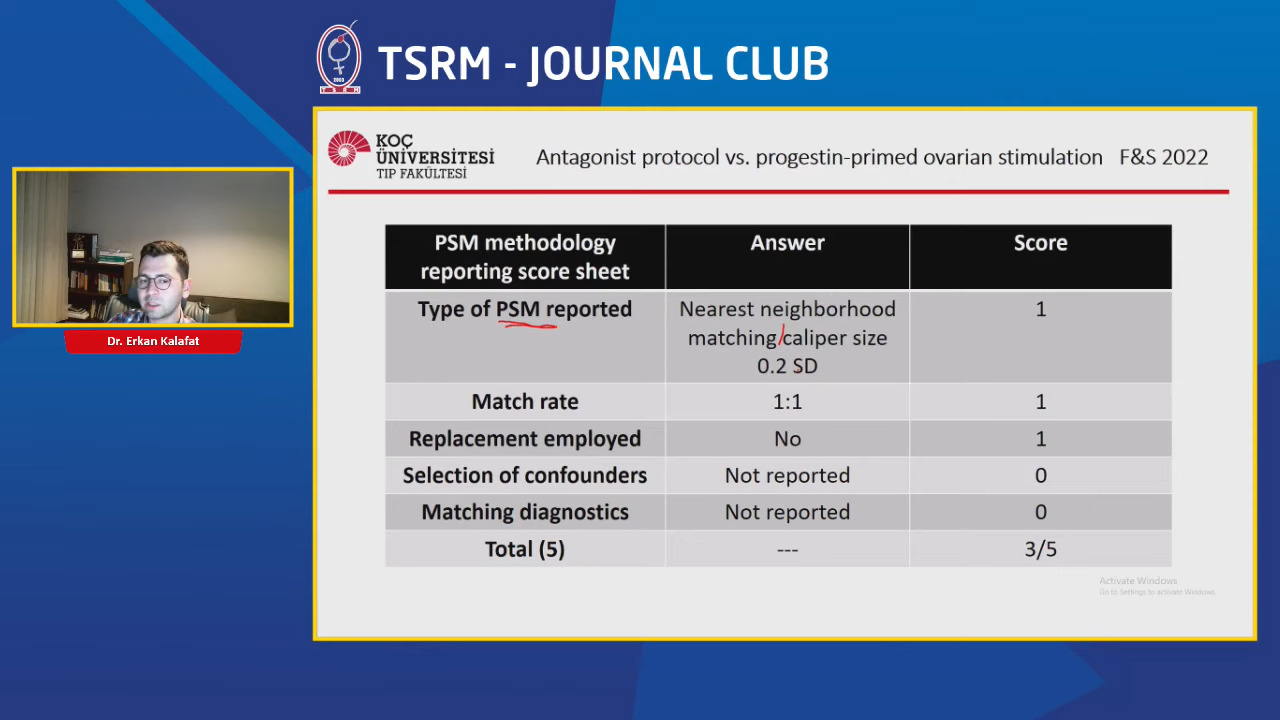 TSRM - JOURNAL CLUB
2003
T S R M
KOÇ
ÜNİVERSİTESİ
TIP FAKÜLTESİ
Antagonist protocol vs. progestin-primed ovarian stimulation F&S 2022
PSM methodology
reporting score sheet
Answer
Score
Type of PSM reported
Nearest neighborhood
matching/caliper size
0.2 SD
1
Match rate
1:1
1
Replacement employed
No
1
Selection of confounders
Not reported
0
Matching diagnostics
Not reported
0
Total (5)
---
3/5
Dr. Erkan Kalafat
Activate Windows
Go to Settings to activate Windows.